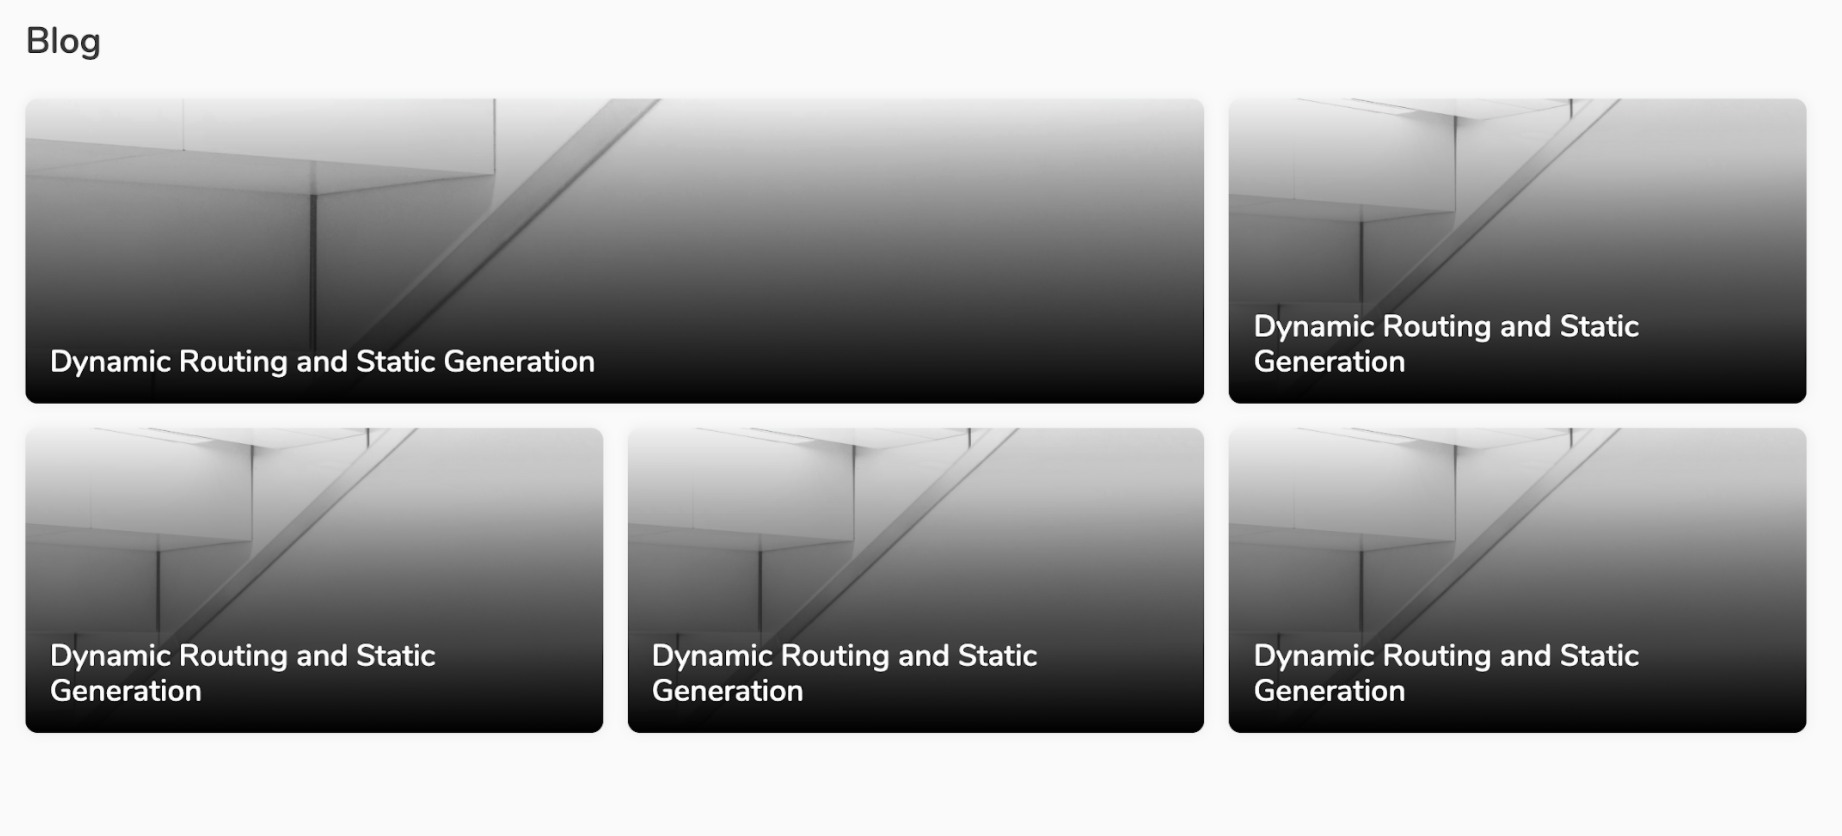 Blog
Dynamic Routing and Static Generation
Dynamic Routing and Static
Generation
Dynamic Routing and Static
Generation
Dynamic Routing and Static
Generation
Dynamic Routing and Static
Generation